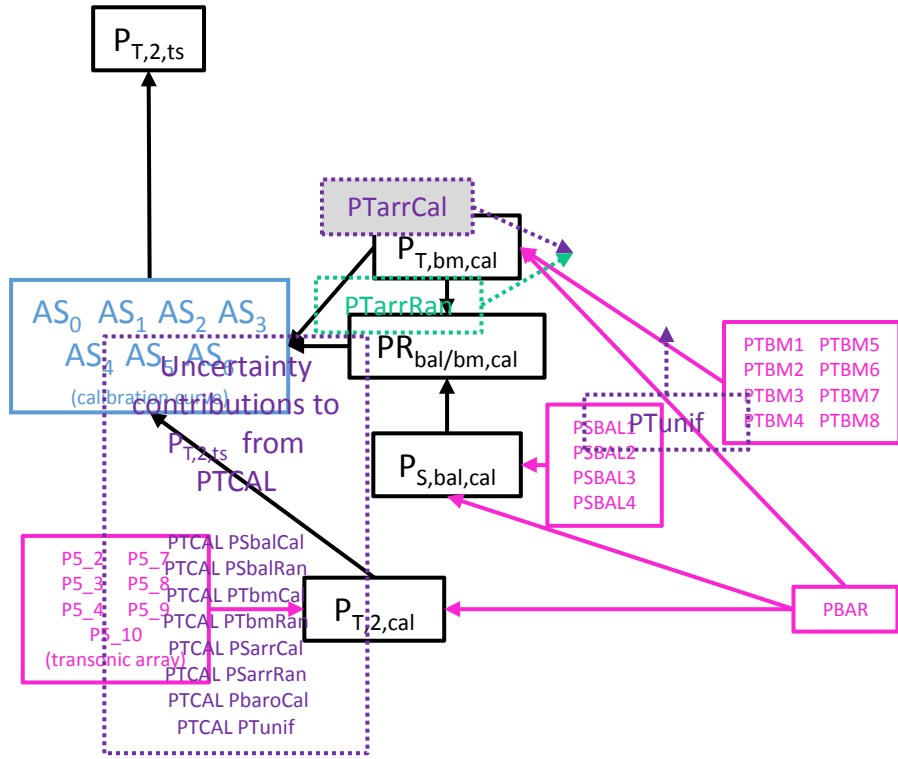 P_T,2,ts
PTarrCal
P_T,bm,cal
PTarrRan
PR_bal/bm,cal
AS_0 AS_1 AS_2 AS_3
AS_4 AS_5 AS_6
(calibration curve)
Uncertainty
contributions to
P_T,2,ts from
PTCAL
PTCAL PSbalCal
PTCAL PSbalRan
PTCAL PTbmCal
PTCAL PTbmRan
PTCAL PSarrCal
PTCAL PSarrRan
PTCAL PbaroCal
PTCAL PTunif
PTBM1 PTBM5
PTBM2 PTBM6
PTBM3 PTBM7
PTBM4 PTBM8
PTunif
PSBAL1
PSBAL2
PSBAL3
PSBAL4
P_S,bal,cal
P5_2 P5_7
P5_3 P5_8
P5_4 P5_9
P5_10
(transonic array)
P_T,2,cal
PBAR